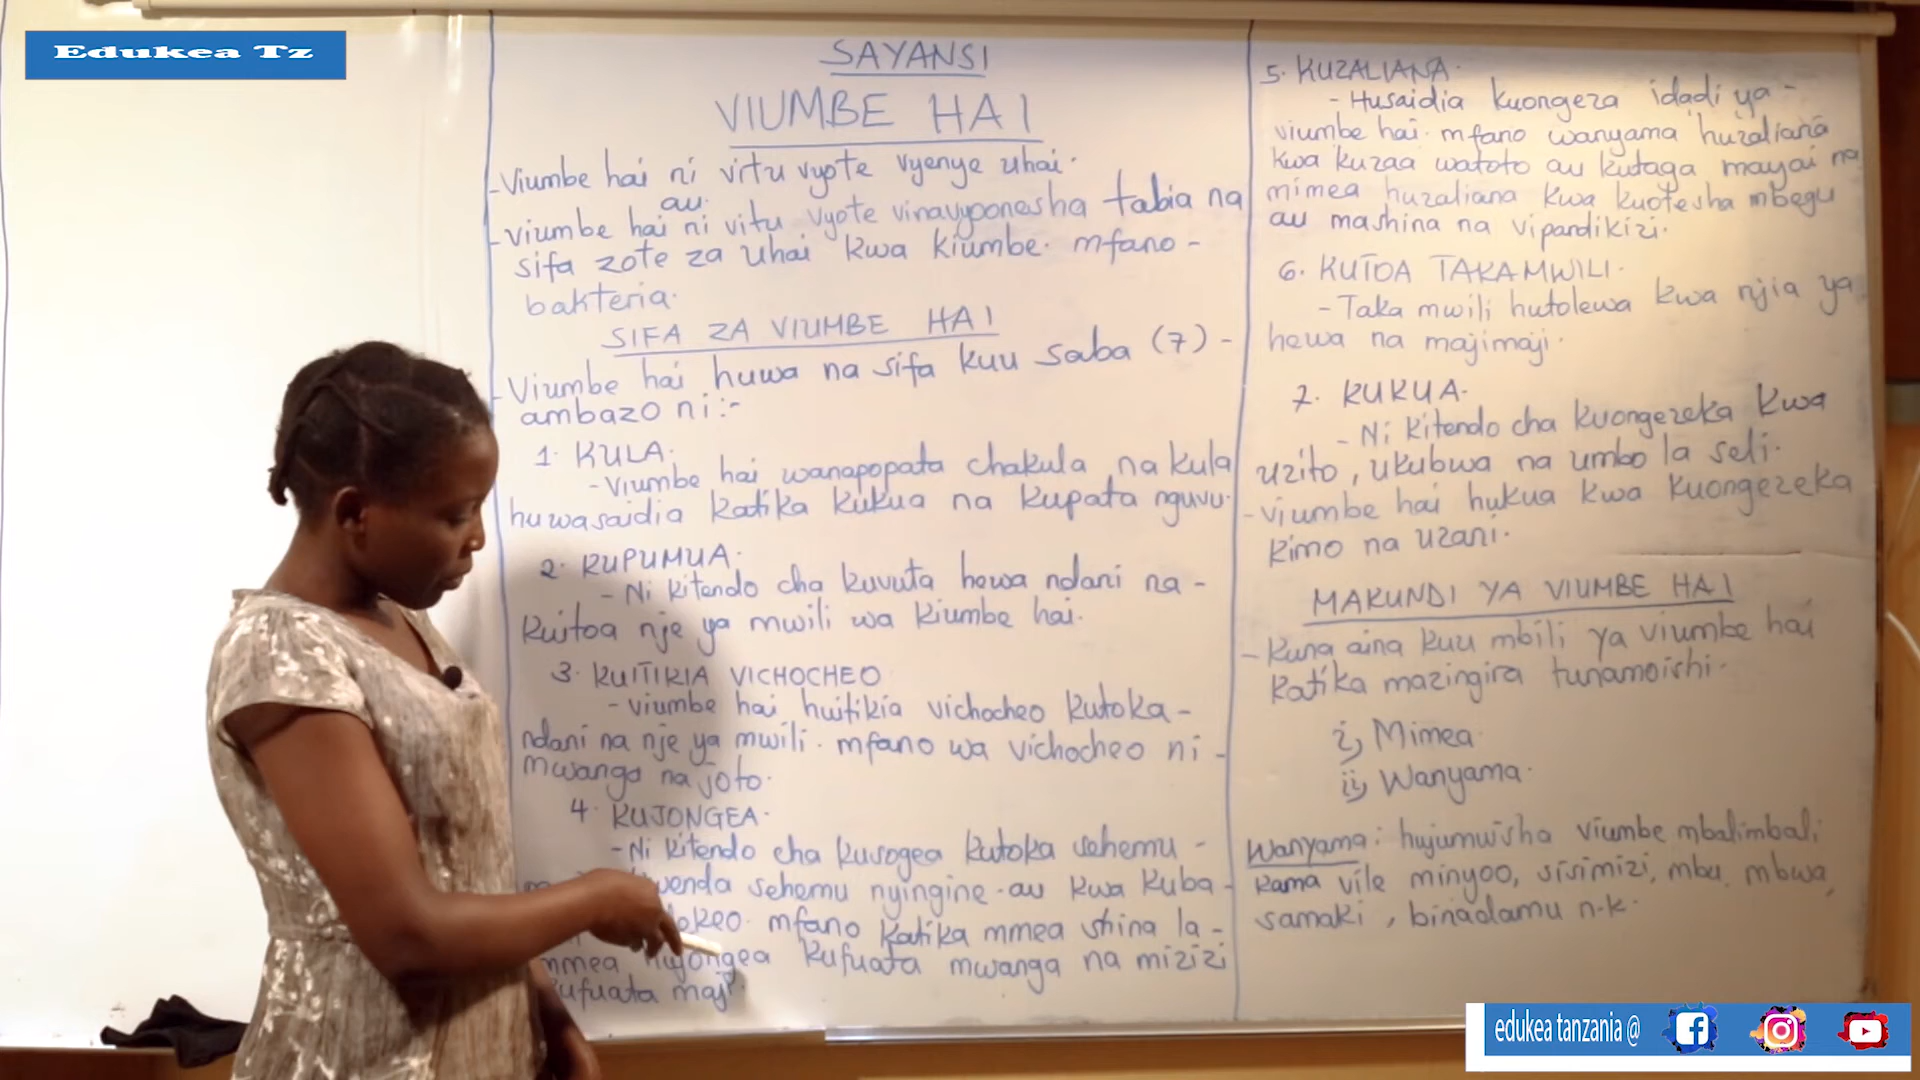 Edukea Tz
SAYANSI
VIUMBE HAI
- Viumbe hai ni vitu vyote vyenye uhai.
au.
- viumbe hai ni vitu vyote vinavyoonesha tabia na
sifa zote za uhai kwa kiumbe. mfano -
bakteria.
SIFA ZA VIUMBE HAI
- Viumbe hai huwa na sifa kuu saba (7) -
ambazo ni:-
1. KULA.
- Viumbe hai wanapopata chakula na kula
huwasaidia katika kukua na kupata nguvu.
2. KUPUMUA.
- Ni kitendo cha kuvuta hewa ndani na -
kuitoa nje ya mwili wa kiumbe hai.
3. KUITIKIA VICHOCHEO
- viumbe hai huitikia vichocheo kutoka -
ndani na nje ya mwili. mfano wa vichocheo ni -
mwanga na joto.
4. KUJONGEA.
- Ni kitendo cha kusogea kutoka sehemu -
sehemu nyingine. au kwa kuba -
mfano katika mmea shina la -
mmea hujongea kufuata mwanga na mizizi
kufuata maji.
5. KUZALIANA.
- Husaidia kuongeza idadi ya -
viumbe hai. mfano wanyama huzaliana
kwa kuzaa watoto au kutaga mayai na
mimea huzaliana kwa kuotesha mbegu
au mashina na vipandikizi.
6. KUTOA TAKAMWILI.
- Taka mwili hutolewa kwa njia ya
hewa na majimaji.
7. KUKUA.
- Ni kitendo cha kuongezeka kwa
uzito, ukubwa na umbo la seli.
- viumbe hai hukua kwa kuongezeka
kimo na uzani.
MAKUNDI YA VIUMBE HAI
- Kuna aina kuu mbili ya viumbe hai
katika mazingira tunamoishi.
i, Mimea.
ii, Wanyama.
Wanyama: hujumuisha viumbe mbalimbali
kama vile minyoo, sisimizi, mbu, mbwa,
samaki, binadamu n.k.
edukea tanzania @